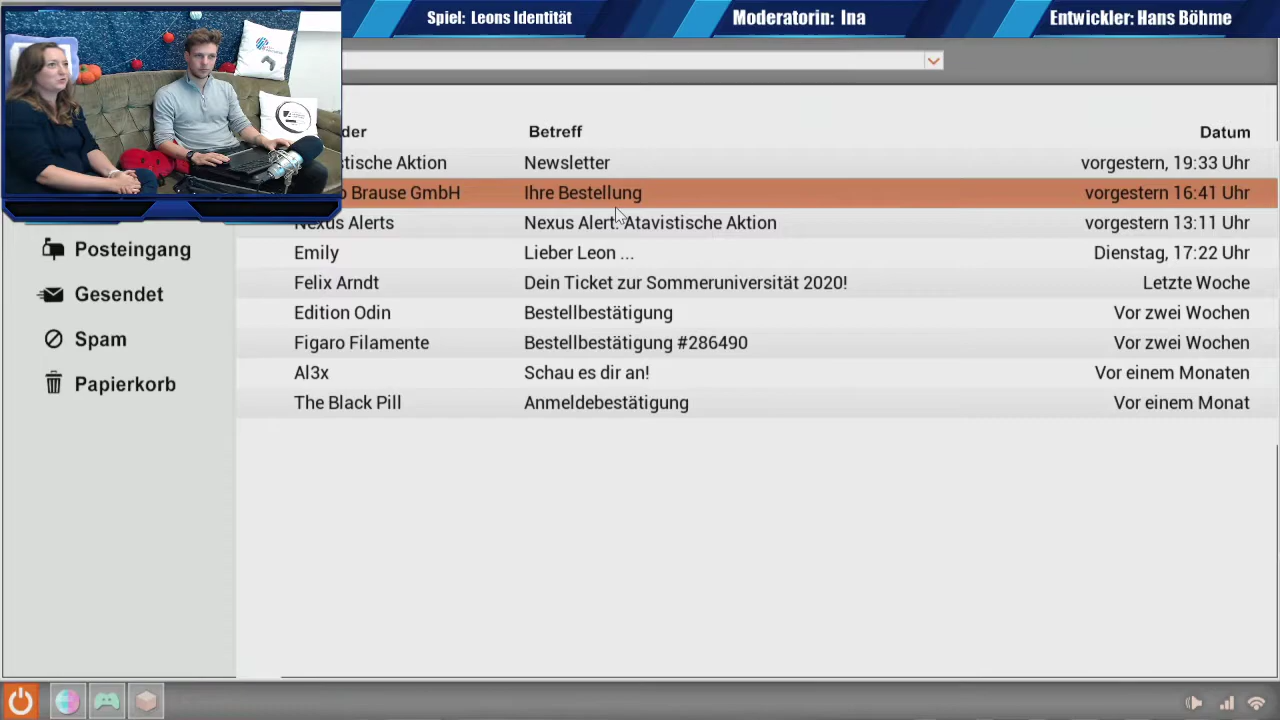 Spiel: Leons Identität
Moderatorin: Ina
Entwickler: Hans Böhme
Betreff
Datum
Aktion
Newsletter
vorgestern, 19:33 Uhr
Brause GmbH
Ihre Bestellung
vorgestern 16:41 Uhr
Nexus Alerts
Nexus Alert: Atavistische Aktion
vorgestern 13:11 Uhr
Emily
Lieber Leon ...
Dienstag, 17:22 Uhr
Felix Arndt
Dein Ticket zur Sommeruniversität 2020!
Letzte Woche
Edition Odin
Bestellbestätigung
Vor zwei Wochen
Figaro Filamente
Bestellbestätigung #286490
Vor zwei Wochen
Al3x
Schau es dir an!
Vor einem Monaten
The Black Pill
Anmeldebestätigung
Vor einem Monat
Posteingang
Gesendet
Spam
Papierkorb